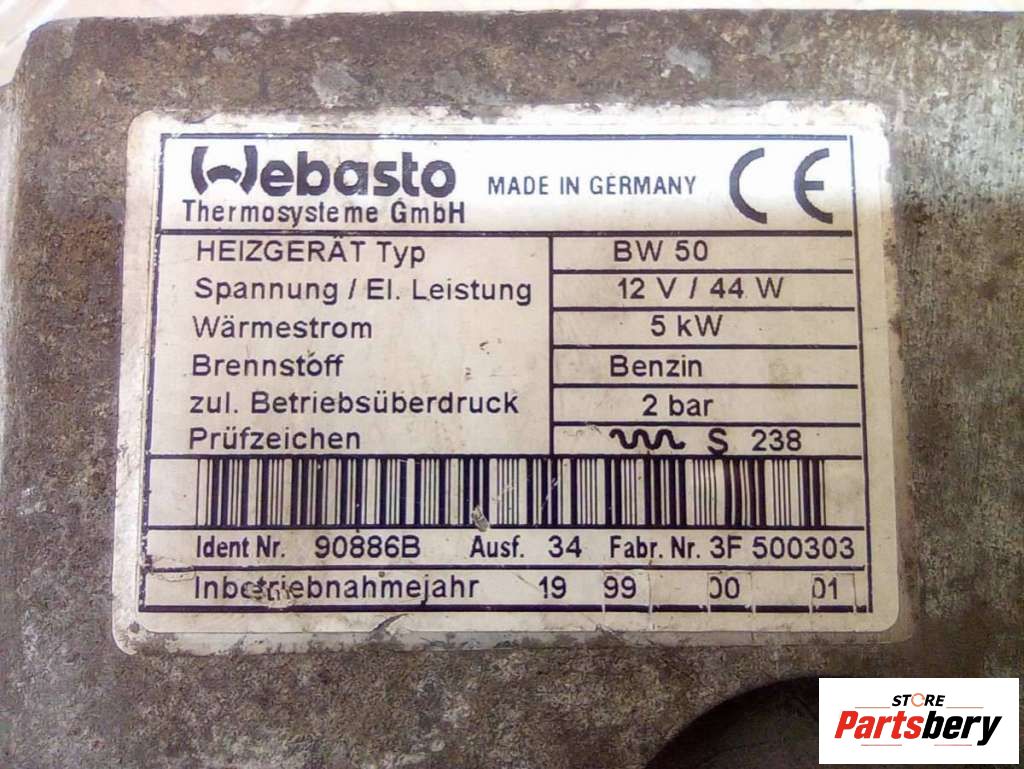 Webasto MADE IN GERMANY CE
Thermosysteme GmbH
HEIZGERÄT Typ BW 50
Spannung / El. Leistung 12 V / 44 W
Wärmestrom 5 kW
Brennstoff Benzin
zul. Betriebsüberdruck 2 bar
Prüfzeichen S 238
Ident Nr. 90886B Ausf. 34 Fabr. Nr. 3F 500303
Inbetriebnahmejahr 19 99 00 01
STORE
Partsbery